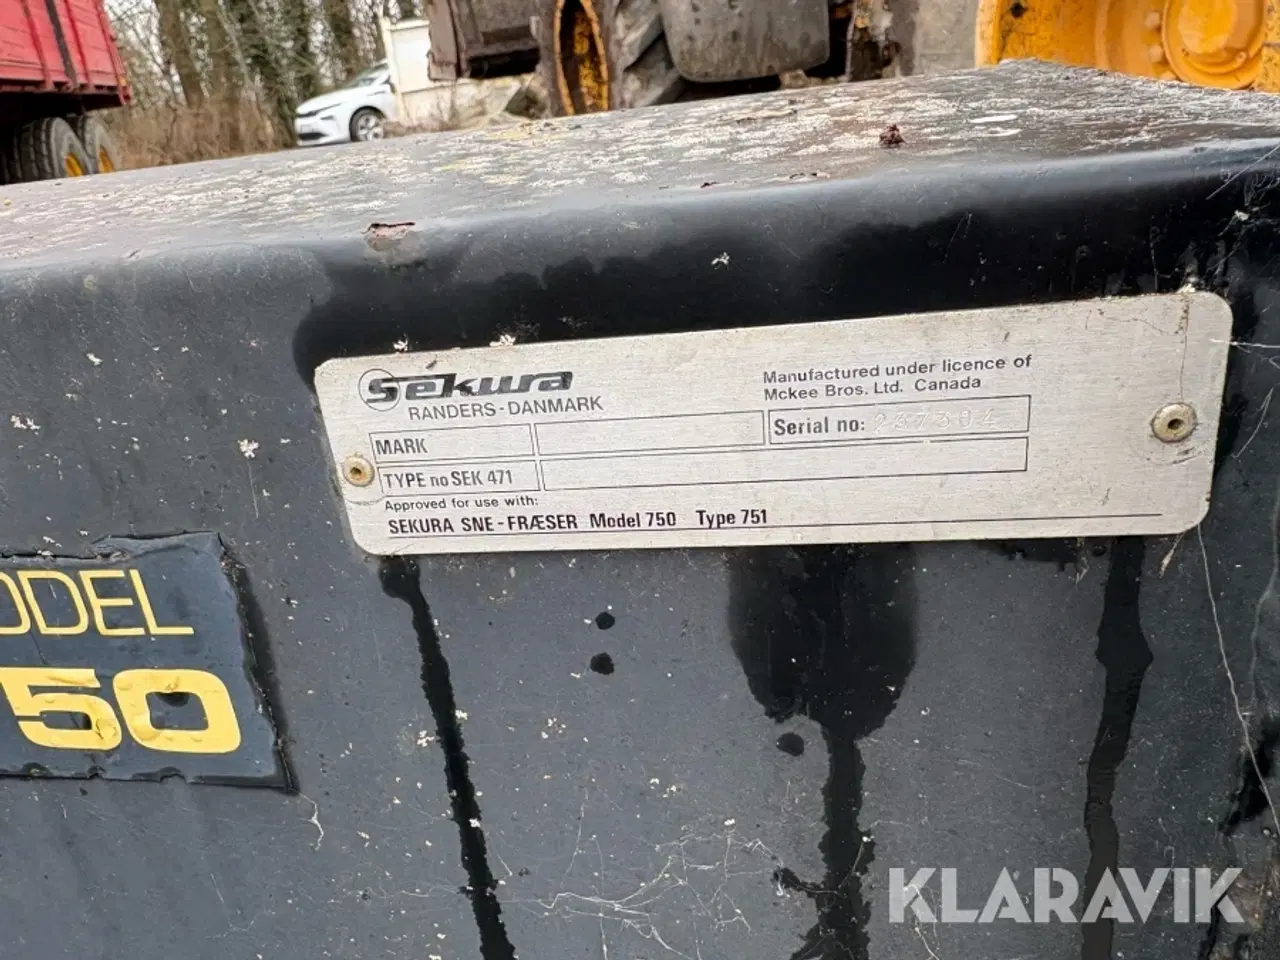 Sekura
RANDERS-DANMARK
Manufactured under licence of
Mckee Bros. Ltd. Canada
MARK
Serial no: 237304
TYPE no SEK 471
Approved for use with:
SEKURA SNE-FRÆSER Model 750 Type 751
ODEL
50
KLARAVIK